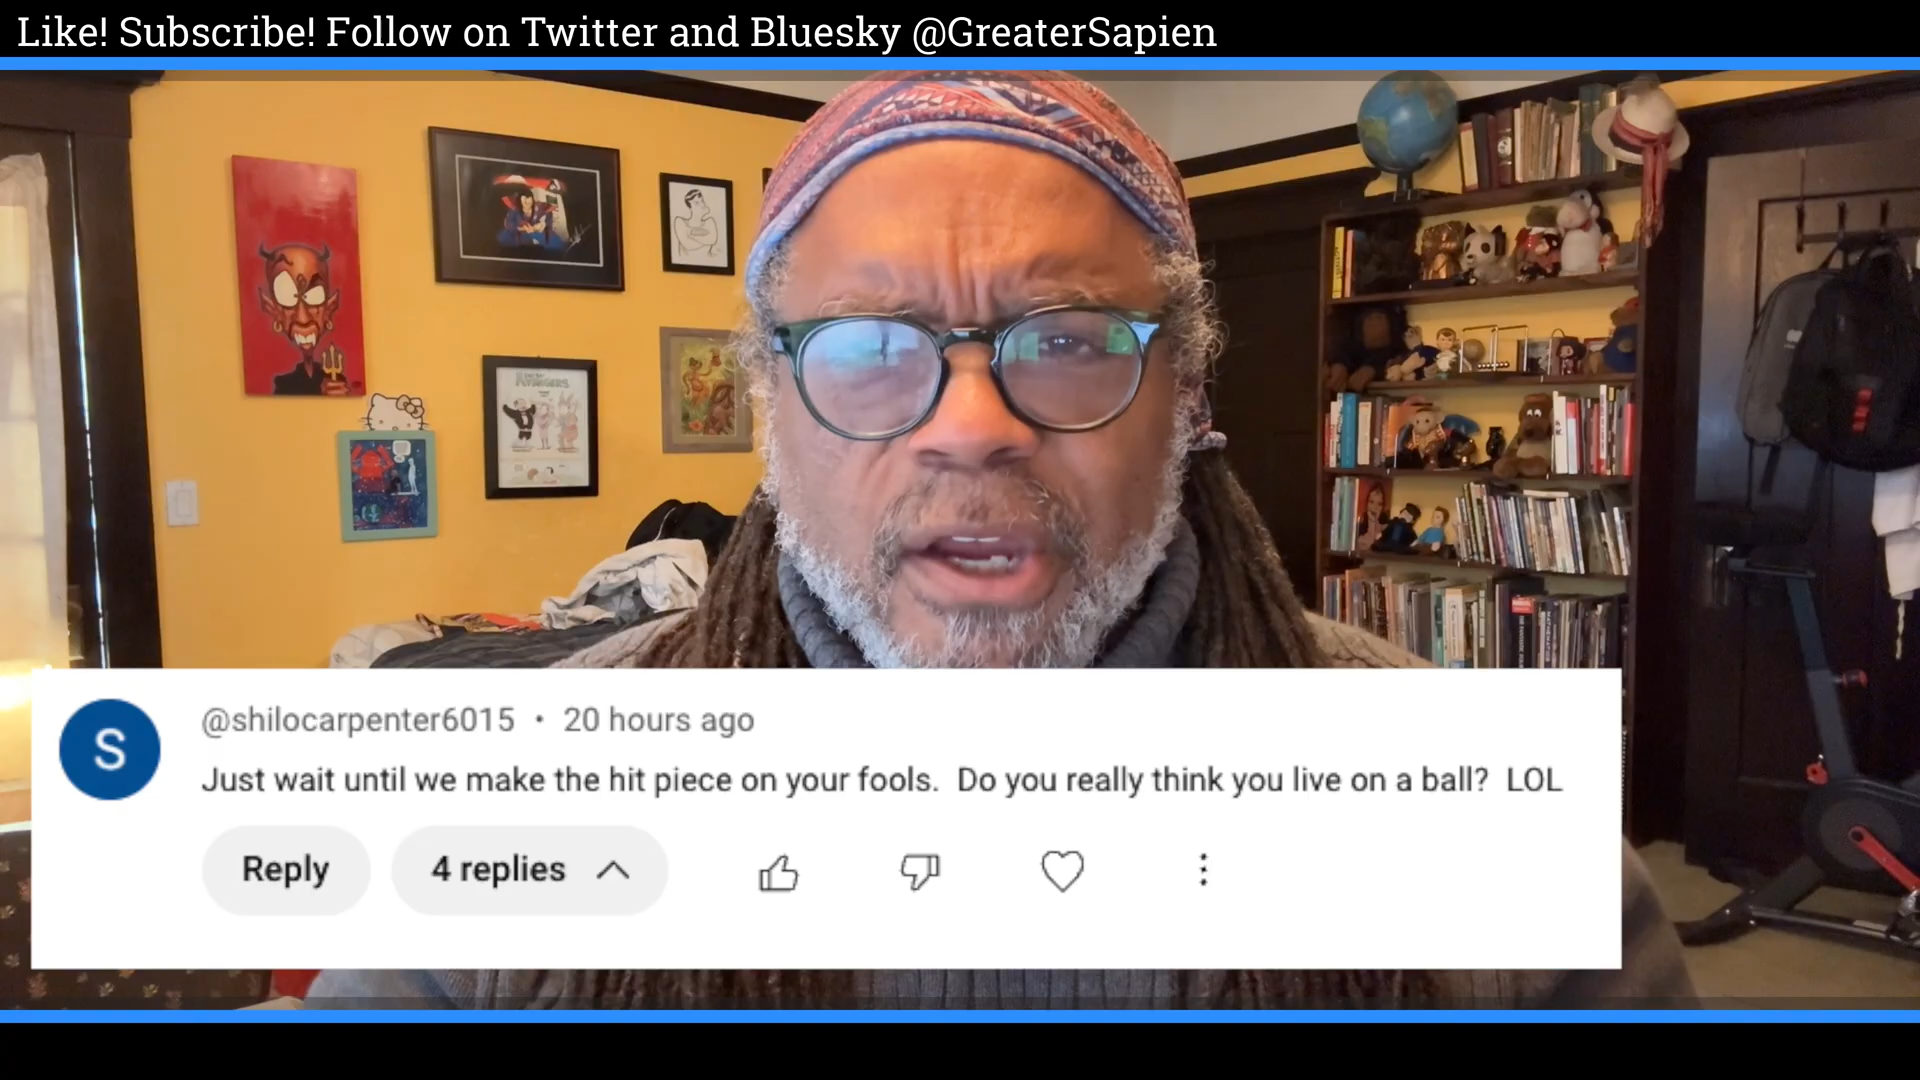 Like! Subscribe! Follow on Twitter and Bluesky @GreaterSapien
AVENGERS
S
@shilocarpenter6015 • 20 hours ago
Just wait until we make the hit piece on your fools. Do you really think you live on a ball? LOL
Reply
4 replies